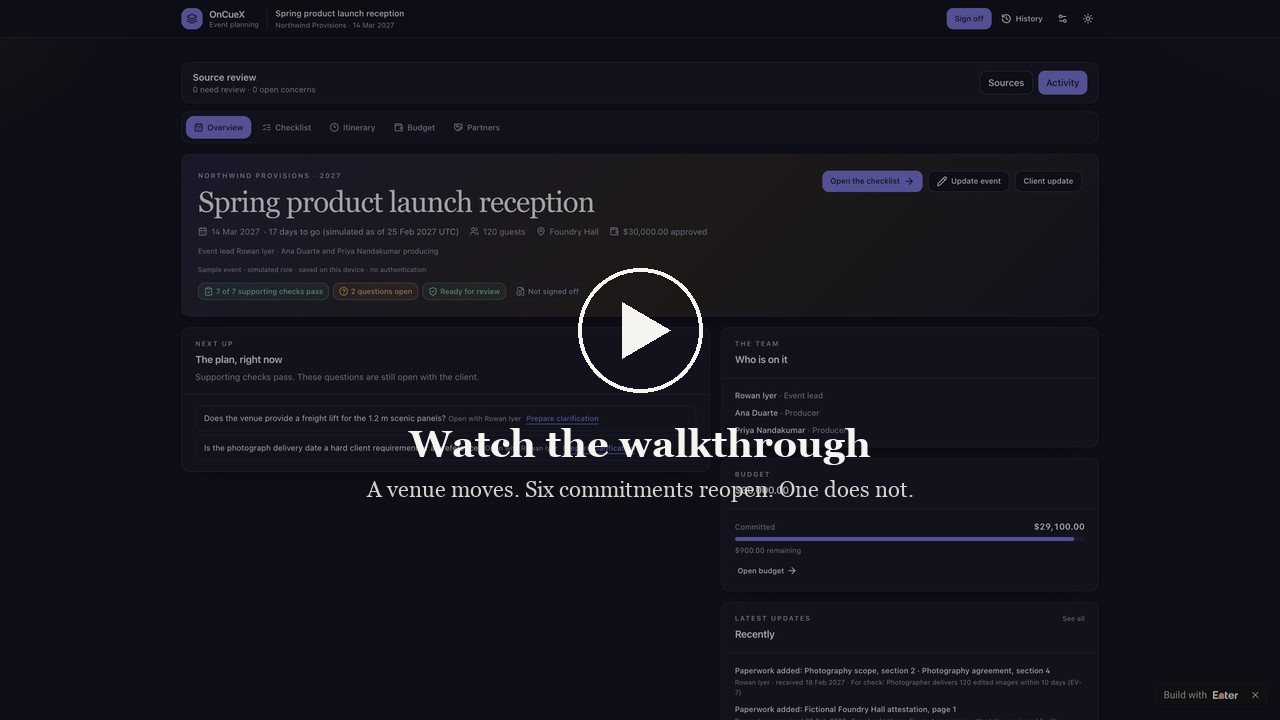 OnCueX
Event planning
Spring product launch reception
Northwind Provisions · 14 Mar 2027
Sign off
History
Source review
0 need review · 0 open concerns
Sources
Activity
Overview
Checklist
Itinerary
Budget
Partners
NORTHWIND PROVISIONS · 2027
Spring product launch reception
Open the checklist
Update event
Client update
14 Mar 2027 · 17 days to go (simulated as of 25 Feb 2027 UTC)
120 guests
Foundry Hall
$30,000.00 approved
Event lead Rowan Iyer · Ana Duarte and Priya Nandakumar producing
Sample event · simulated role · saved on this device · no authentication
7 of 7 supporting checks pass
2 questions open
Ready for review
Not signed off
NEXT UP
The plan, right now
Supporting checks pass. These questions are still open with the client.
Does the venue provide a freight lift for the 1.2 m scenic panels? Open with Rowan Iyer Prepare clarification
Is the photograph delivery date a hard client requirement
THE TEAM
Who is on it
Rowan Iyer · Event lead
Ana Duarte · Producer
Priya Nandakumar · Producer
Watch the walkthrough
A venue moves. Six commitments reopen. One does not.
BUDGET
Committed
$29,100.00
$900.00 remaining
Open budget
LATEST UPDATES
See all
Recently
Paperwork added: Photography scope, section 2 · Photography agreement, section 4
Rowan Iyer · received 18 Feb 2027 · For check: Photographer delivers 120 edited images within 10 days (EV-
7)
Paperwork added: Fictional Foundry Hall attestation, page 1
Build with Eater